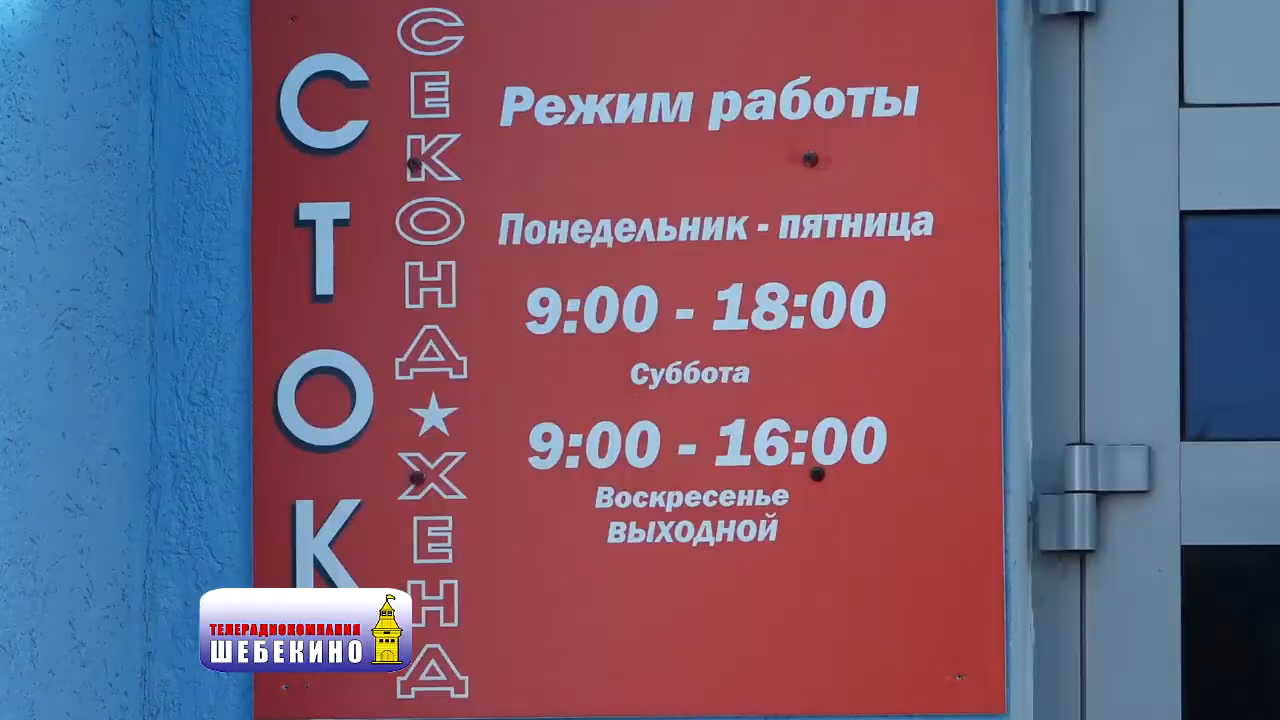 СТОК
СЕКОНД★ХЕНД
Режим работы
Понедельник - пятница
9:00 - 18:00
Суббота
9:00 - 16:00
Воскресенье
ВЫХОДНОЙ
ТЕЛЕРАДИОКОМПАНИЯ
ШЕБЕКИНО